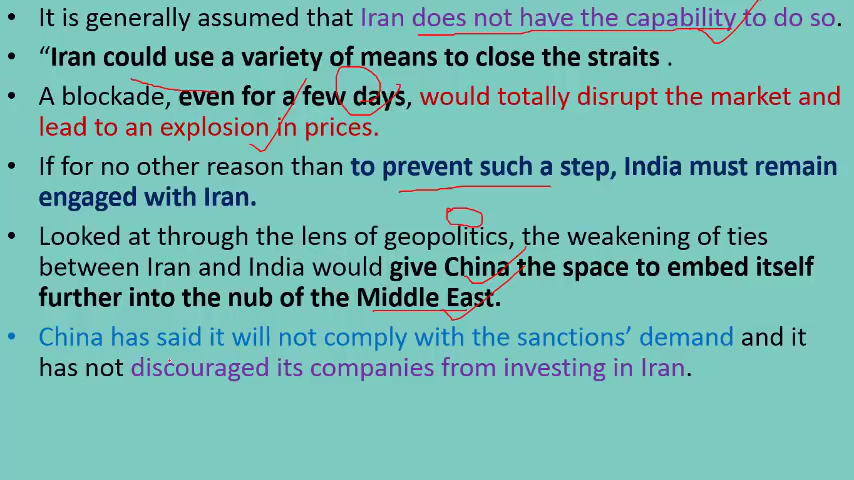 • It is generally assumed that Iran does not have the capability to do so.
• “Iran could use a variety of means to close the straits .
• A blockade, even for a few days, would totally disrupt the market and
lead to an explosion in prices.
• If for no other reason than to prevent such a step, India must remain
engaged with Iran.
• Looked at through the lens of geopolitics, the weakening of ties
between Iran and India would give China the space to embed itself
further into the nub of the Middle East.
• China has said it will not comply with the sanctions’ demand and it
has not discouraged its companies from investing in Iran.